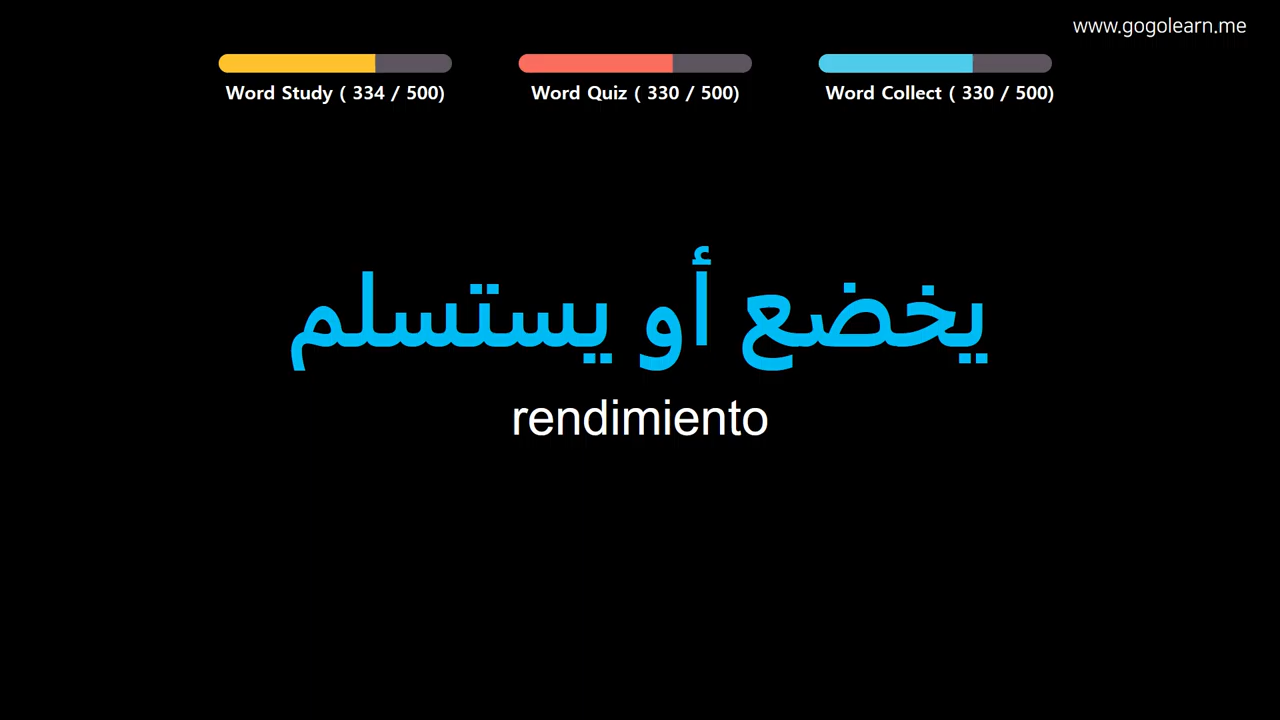 www.gogolearn.me
Word Study ( 334 / 500)
Word Quiz ( 330 / 500)
Word Collect ( 330 / 500)
يخضع أو يستسلم
rendimiento